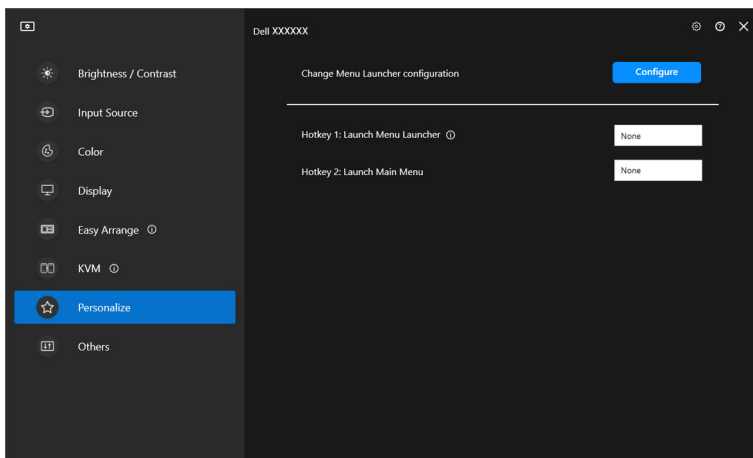 Dell XXXXXX
Brightness / Contrast
Input Source
Color
Display
Easy Arrange
KVM
Personalize
Others
Change Menu Launcher configuration
Configure
Hotkey 1: Launch Menu Launcher
None
Hotkey 2: Launch Main Menu
None